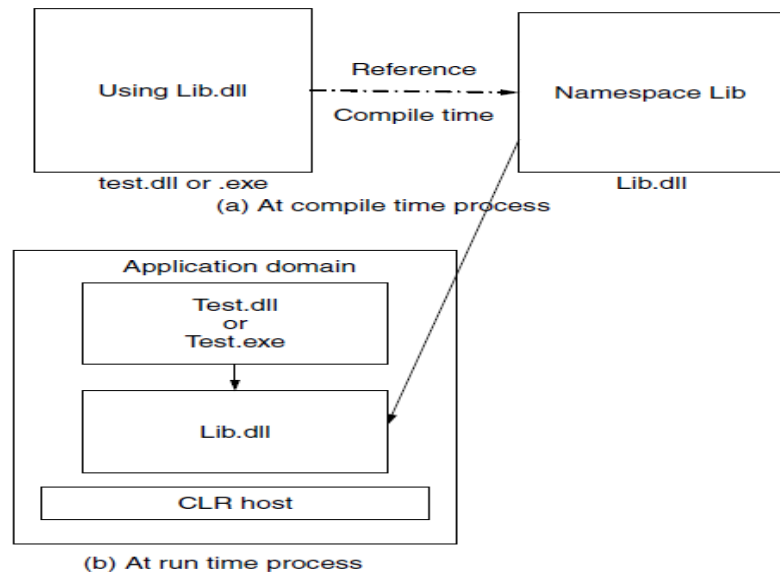 Using Lib.dll
Reference
Compile time
Namespace Lib
test.dll or .exe
Lib.dll
(a) At compile time process
Application domain
Test.dll
or
Test.exe
Lib.dll
CLR host
(b) At run time process